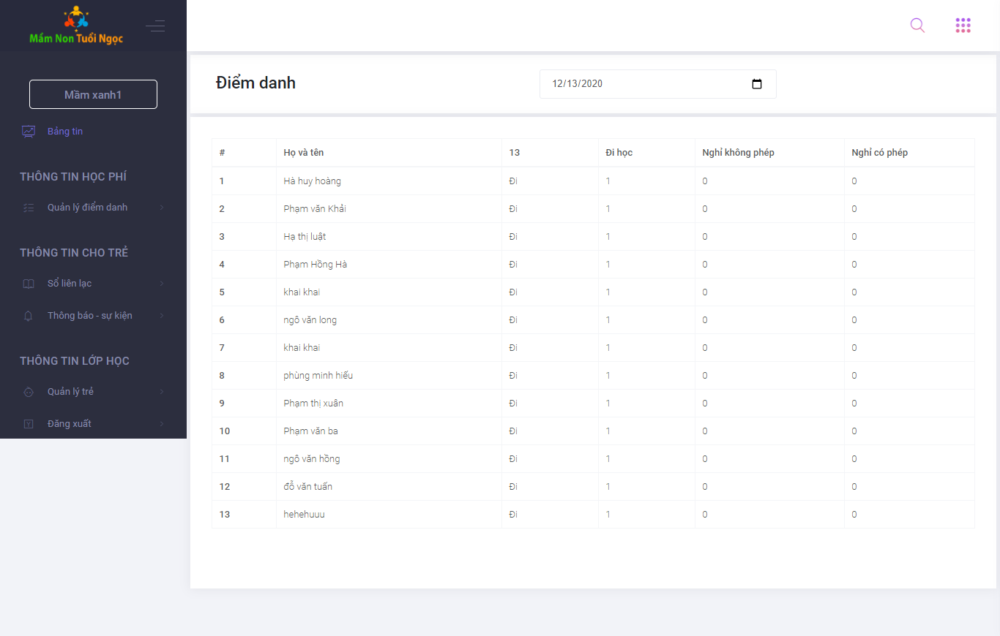 Mầm Non Tuổi Ngọc
Mầm xanh1
Bảng tin
THÔNG TIN HỌC PHÍ
Quản lý điểm danh
THÔNG TIN CHO TRẺ
Sổ liên lạc
Thông báo - sự kiện
THÔNG TIN LỚP HỌC
Quản lý trẻ
Đăng xuất
Điểm danh
12/13/2020
# Họ và tên 13 Đi học Nghỉ không phép Nghỉ có phép
1 Hà huy hoàng Đi 1 0 0
2 Phạm văn Khải Đi 1 0 0
3 Hạ thị luật Đi 1 0 0
4 Phạm Hồng Hà Đi 1 0 0
5 khai khai Đi 1 0 0
6 ngô văn long Đi 1 0 0
7 khai khai Đi 1 0 0
8 phùng minh hiếu Đi 1 0 0
9 Phạm thị xuân Đi 1 0 0
10 Phạm văn ba Đi 1 0 0
11 ngô văn hồng Đi 1 0 0
12 đỗ văn tuấn Đi 1 0 0
13 hehehuuu Đi 1 0 0